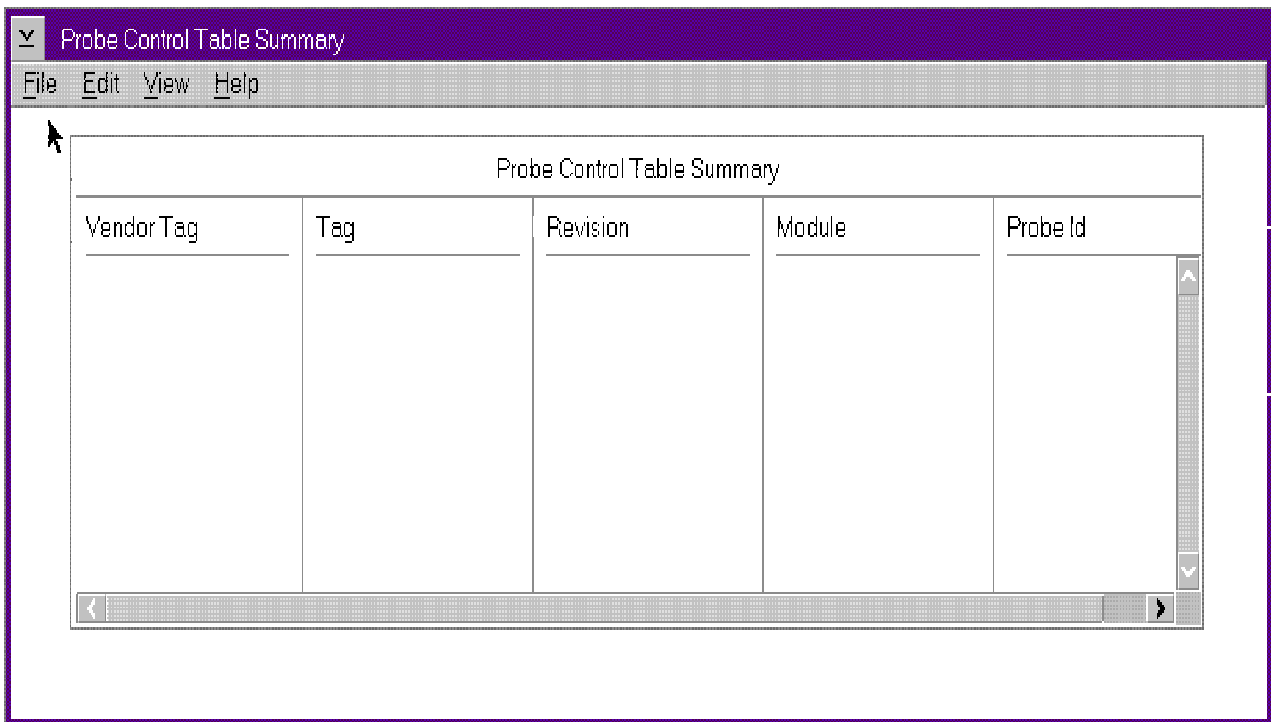 Probe Control Table Summary
File Edit View Help
Probe Control Table Summary
Vendor Tag Tag Revision Module Probe Id